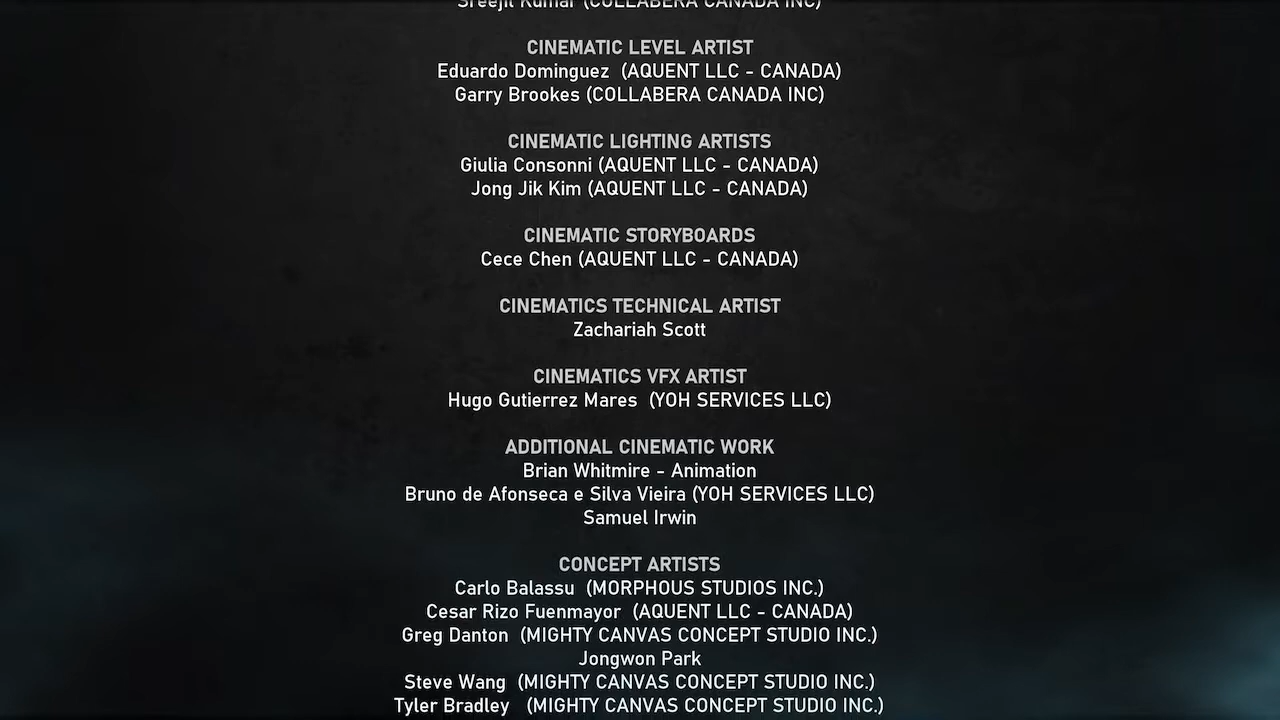 Sreejit Kumar (COLLABERA CANADA INC)
CINEMATIC LEVEL ARTIST
Eduardo Dominguez (AQUENT LLC - CANADA)
Garry Brookes (COLLABERA CANADA INC)
CINEMATIC LIGHTING ARTISTS
Giulia Consonni (AQUENT LLC - CANADA)
Jong Jik Kim (AQUENT LLC - CANADA)
CINEMATIC STORYBOARDS
Cece Chen (AQUENT LLC - CANADA)
CINEMATICS TECHNICAL ARTIST
Zachariah Scott
CINEMATICS VFX ARTIST
Hugo Gutierrez Mares (YOH SERVICES LLC)
ADDITIONAL CINEMATIC WORK
Brian Whitmire - Animation
Bruno de Afonseca e Silva Vieira (YOH SERVICES LLC)
Samuel Irwin
CONCEPT ARTISTS
Carlo Balassu (MORPHOUS STUDIOS INC.)
Cesar Rizo Fuenmayor (AQUENT LLC - CANADA)
Greg Danton (MIGHTY CANVAS CONCEPT STUDIO INC.)
Jongwon Park
Steve Wang (MIGHTY CANVAS CONCEPT STUDIO INC.)
Tyler Bradley (MIGHTY CANVAS CONCEPT STUDIO INC.)